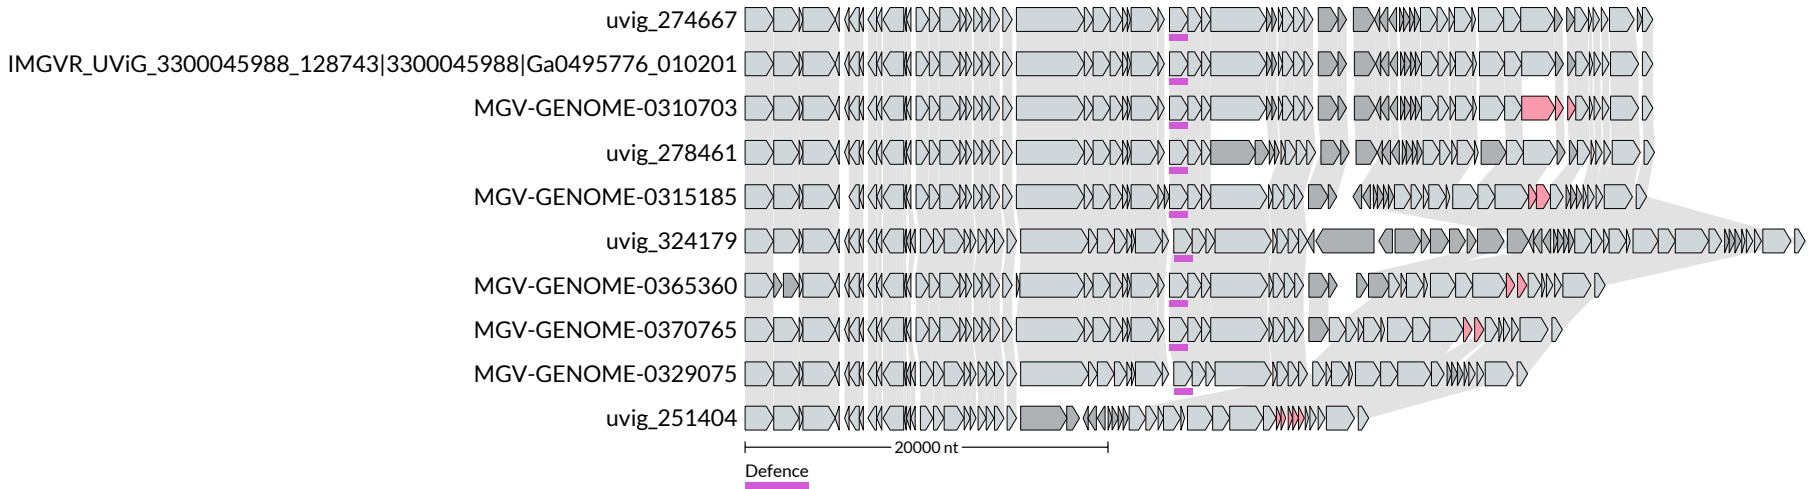 uvig_274667
IMGVR_UViG_3300045988_128743|3300045988|Ga0495776_010201
MGV-GENOME-0310703
uvig_278461
MGV-GENOME-0315185
uvig_324179
MGV-GENOME-0365360
MGV-GENOME-0370765
MGV-GENOME-0329075
uvig_251404
20000 nt
Defence